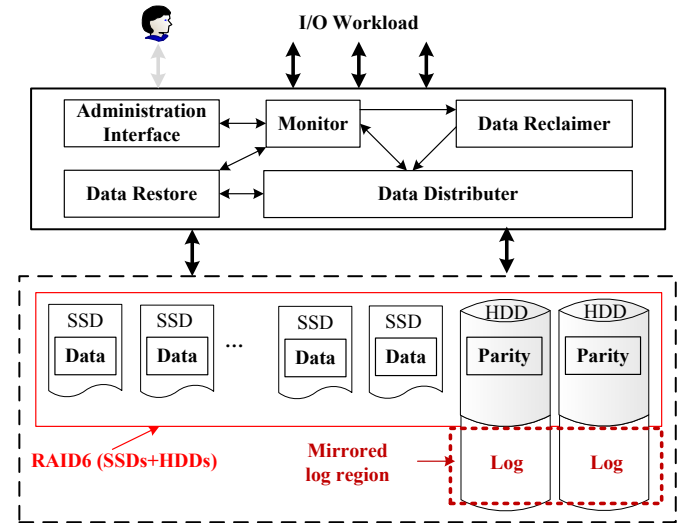 I/O Workload
Administration
Interface
Monitor
Data Reclaimer
Data Restore
Data Distributer
SSD
Data
SSD
Data
...
SSD
Data
SSD
Data
HDD
Parity
HDD
Parity
RAID6 (SSDs+HDDs)
Mirrored
log region
Log
Log